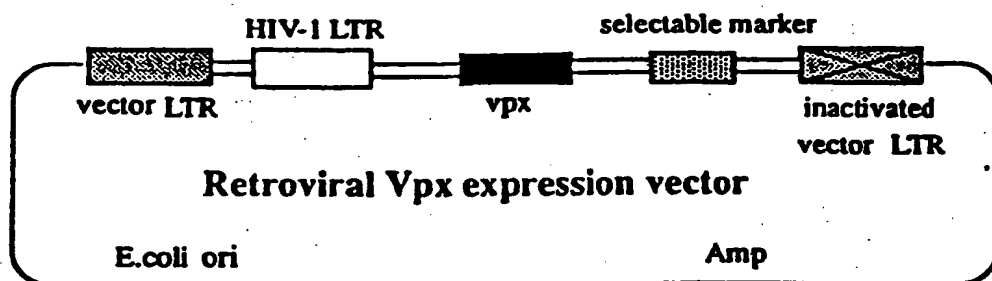 HIV-1 LTR
selectable marker
vector LTR
vpx
inactivated
vector LTR
Retroviral Vpx expression vector
E.coli ori
Amp